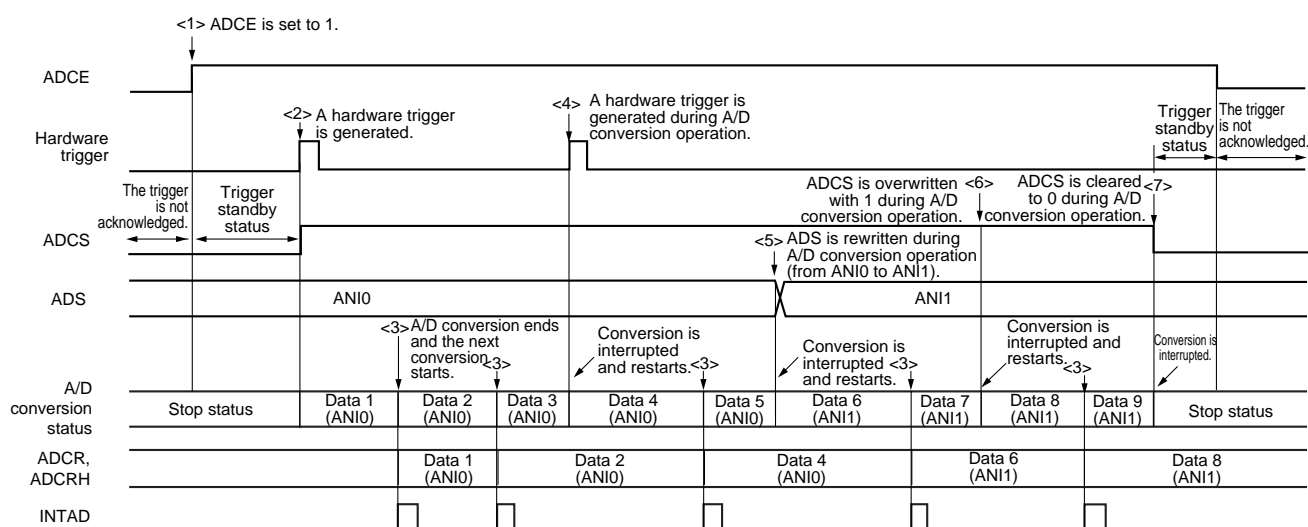 <1> ADCE is set to 1.
ADCE
<2> A hardware trigger
is generated.
<4> A hardware trigger is
generated during A/D
conversion operation.
Trigger
standby
status
The trigger
is not
acknowledged.
Hardware
trigger
The trigger
is not
acknowledged.
Trigger
standby
status
ADCS is overwritten <6>
with 1 during A/D
conversion operation.
ADCS is cleared <7>
to 0 during A/D
conversion operation.
ADCS
<5> ADS is rewritten during
A/D conversion operation
(from ANI0 to ANI1).
ADS
ANI0
ANI1
<3> A/D conversion ends
and the next
conversion
starts.
<3>
Conversion is
interrupted
and restarts.
<3>
Conversion is
interrupted
and restarts.
<3>
Conversion is
interrupted and
restarts.
<3>
Conversion is
interrupted.
A/D
conversion
status
Stop status
Data 1
(ANI0)
Data 2
(ANI0)
Data 3
(ANI0)
Data 4
(ANI0)
Data 5
(ANI0)
Data 6
(ANI1)
Data 7
(ANI1)
Data 8
(ANI1)
Data 9
(ANI1)
Stop status
ADCR,
ADCRH
Data 1
(ANI0)
Data 2
(ANI0)
Data 4
(ANI0)
Data 6
(ANI1)
Data 8
(ANI1)
INTAD